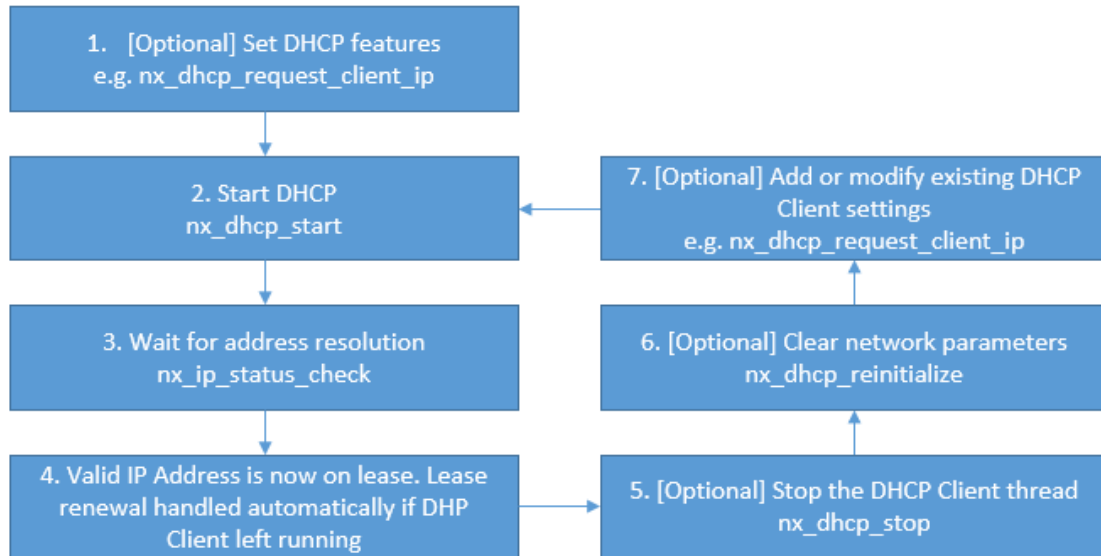 1. [Optional] Set DHCP features
e.g. nx_dhcp_request_client_ip
2. Start DHCP
nx_dhcp_start
3. Wait for address resolution
nx_ip_status_check
4. Valid IP Address is now on lease. Lease
renewal handled automatically if DHP
Client left running
5. [Optional] Stop the DHCP Client thread
nx_dhcp_stop
6. [Optional] Clear network parameters
nx_dhcp_reinitialize
7. [Optional] Add or modify existing DHCP
Client settings
e.g. nx_dhcp_request_client_ip